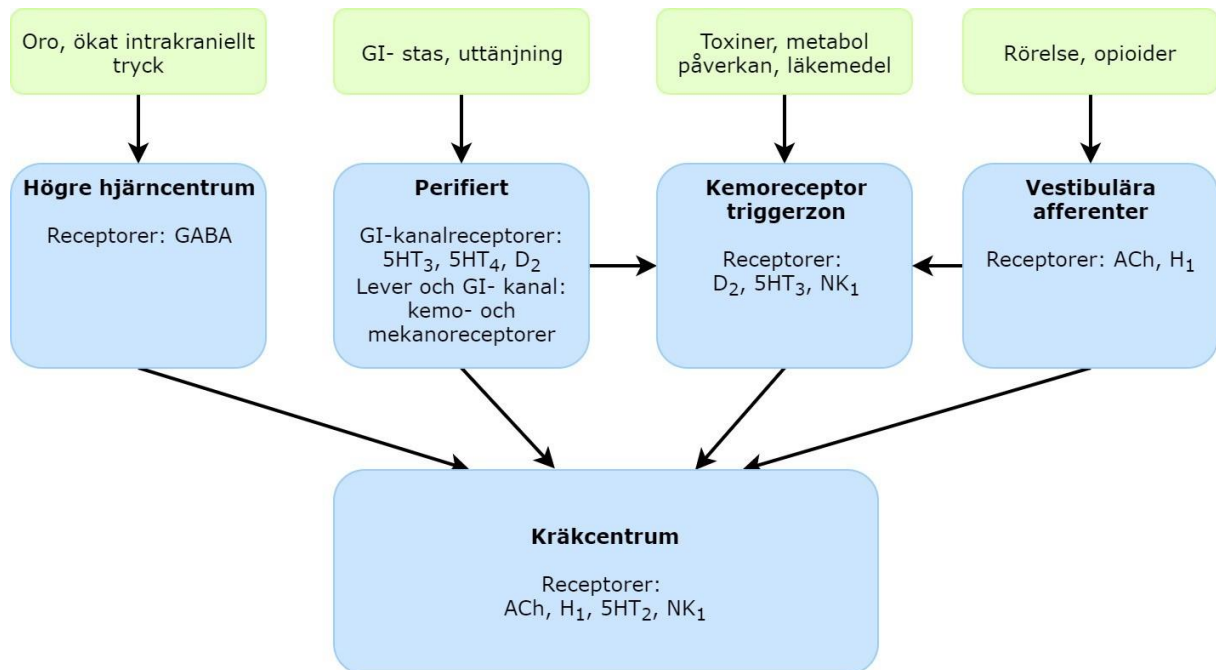 Oro, ökat intrakraniellt
tryck
GI- stas, uttänjning
Toxiner, metabol
påverkan, läkemedel
Rörelse, opioider
Högre hjärncentrum
Receptorer: GABA
Perifiert
GI-kanalreceptorer:
5HT₃, 5HT₄, D₂
Lever och GI- kanal:
kemo- och
mekanoreceptorer
Kemoreceptor
triggerzon
Receptorer:
D₂, 5HT₃, NK₁
Vestibulära
afferenter
Receptorer: ACh, H₁
Kräkcentrum
Receptorer:
ACh, H₁, 5HT₂, NK₁